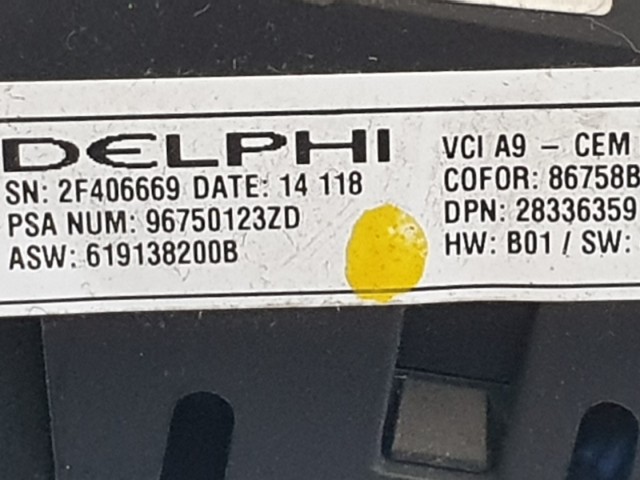 DELPHI
SN: 2F406669 DATE: 14 118
PSA NUM: 96750123ZD
ASW: 619138200B
VCI A9 - CEM
COFOR: 86758B
DPN: 28336359
HW: B01 / SW: